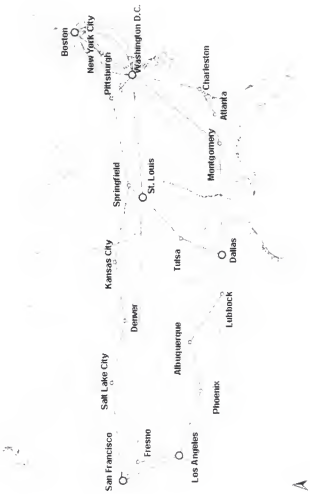 Boston
New York City
Pittsburgh
Washington D.C.
Charleston
Atlanta
Montgomery
Springfield
St. Louis
Kansas City
Tulsa
Dallas
Denver
Lubbock
Albuquerque
Salt Lake City
Phoenix
San Francisco
Fresno
Los Angeles